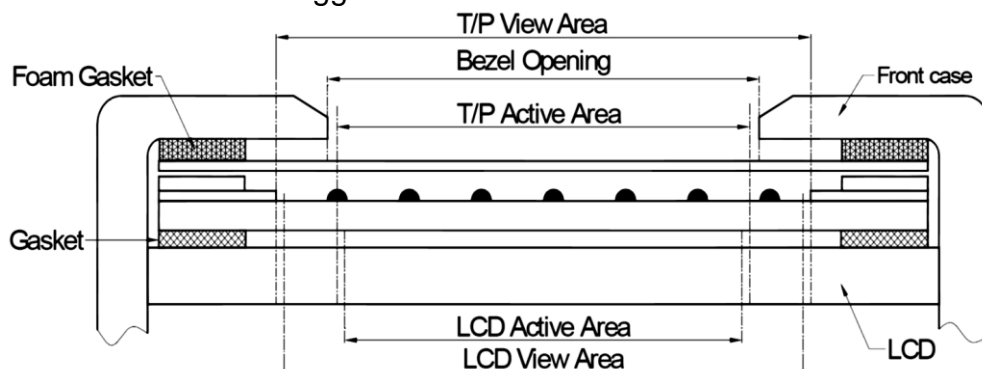 T/P View Area
Bezel Opening
Foam Gasket
Front case
T/P Active Area
Gasket
LCD Active Area
LCD
LCD View Area